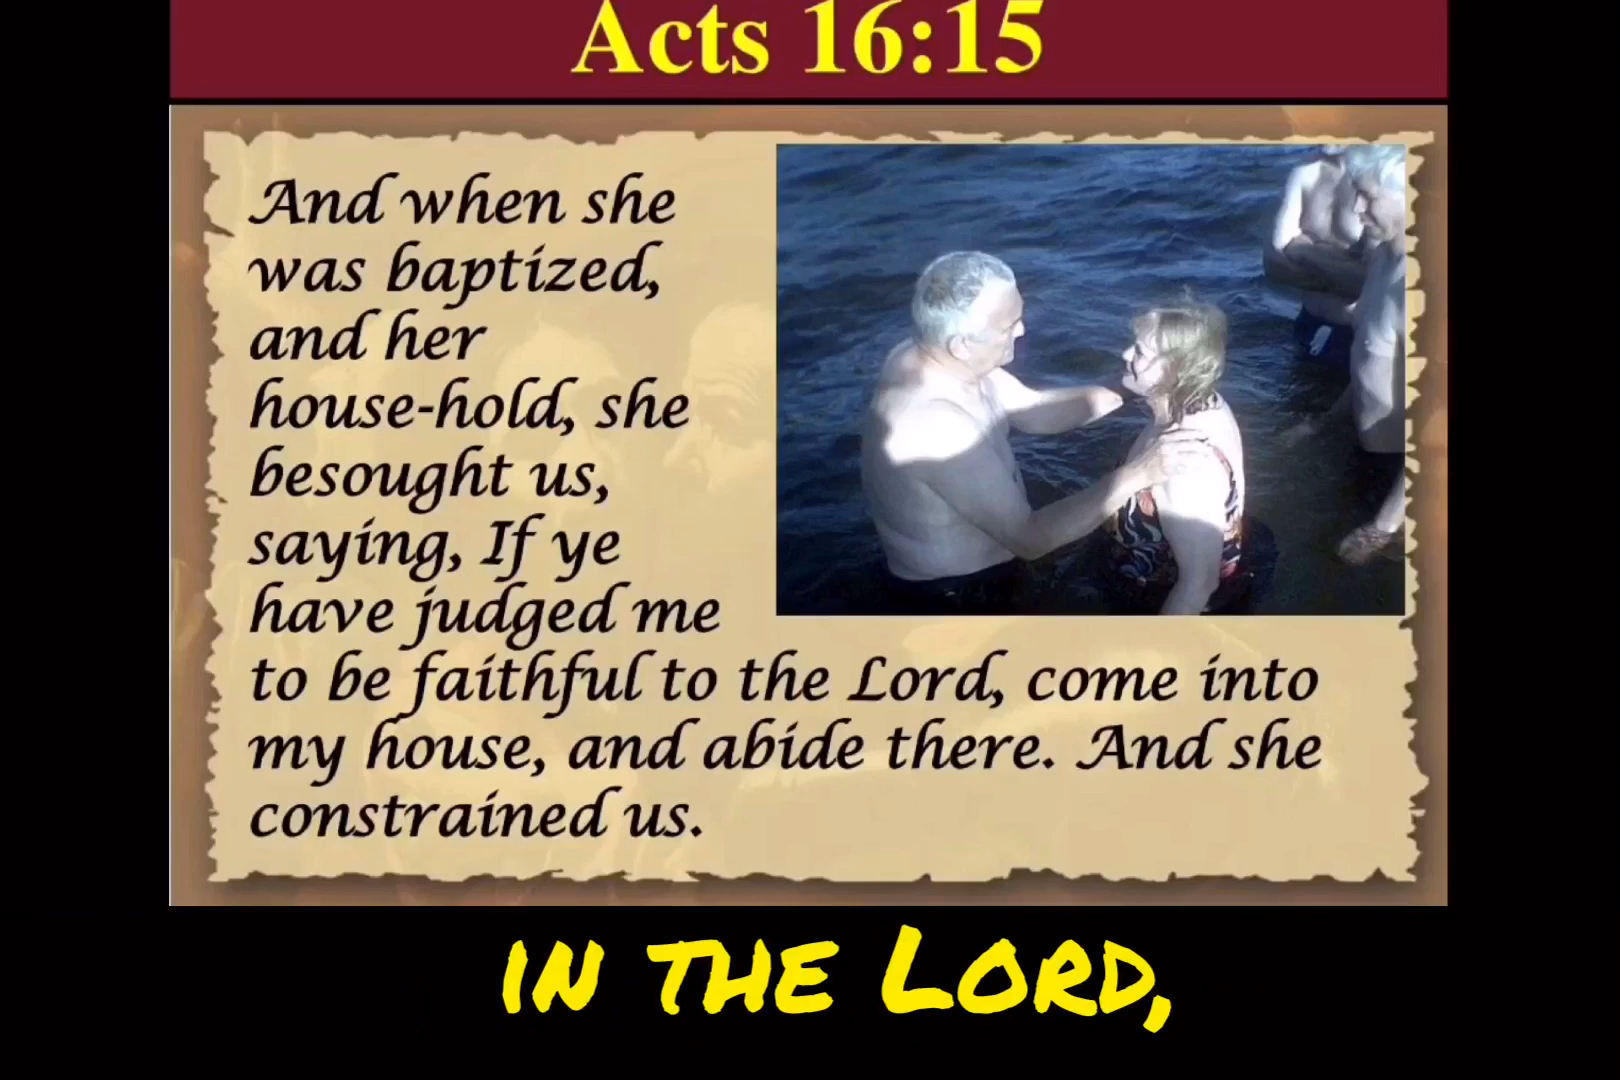 Acts 16:15
And when she
was baptized,
and her
house-hold, she
besought us,
saying, If ye
have judged me
to be faithful to the Lord, come into
my house, and abide there. And she
constrained us.
IN THE LORD,